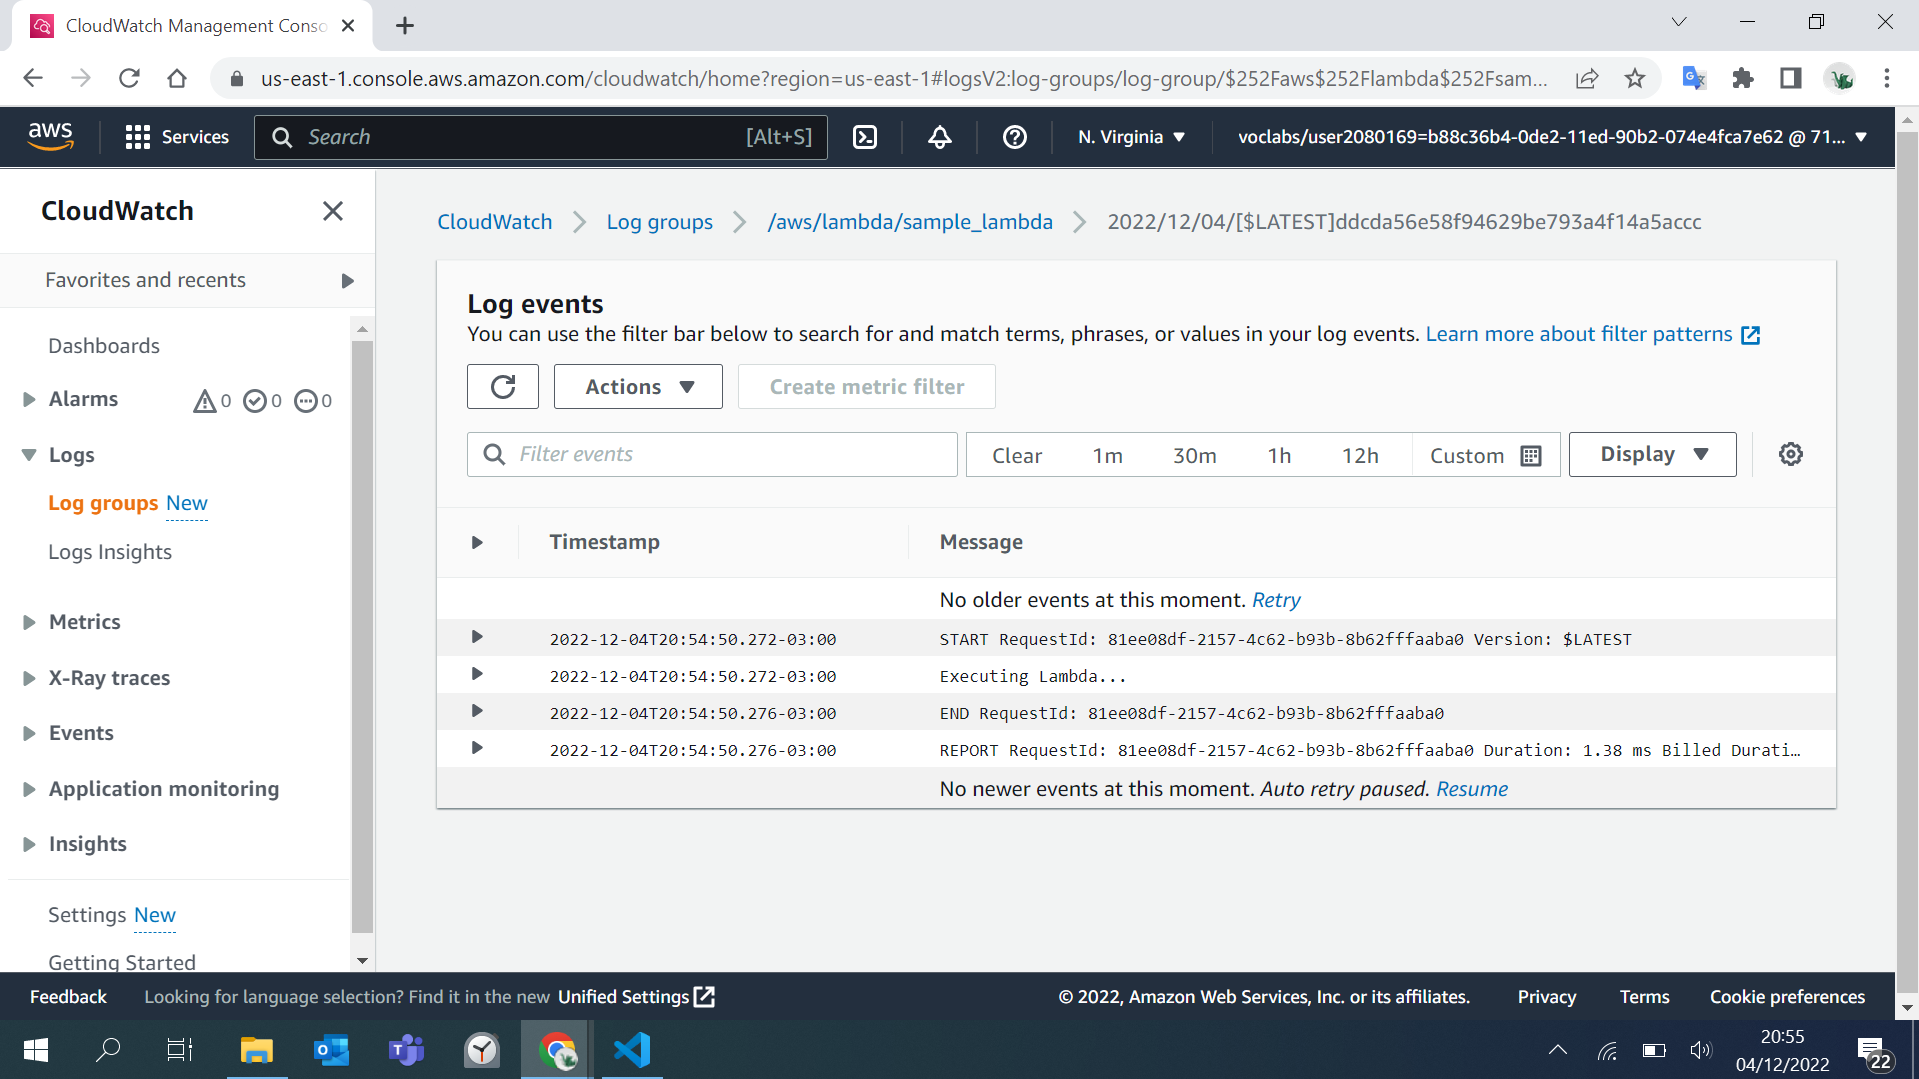 CloudWatch Management Conso
us-east-1.console.aws.amazon.com/cloudwatch/home?region=us-east-1#logsV2:log-groups/log-group/$252Faws$252Flambda$252Fsam...
aws
Services
Search
[Alt+S]
N. Virginia
voclabs/user2080169=b88c36b4-0de2-11ed-90b2-074e4fca7e62 @ 71...
CloudWatch
Favorites and recents
Dashboards
Alarms 0 0 0
Logs
Log groups New
Logs Insights
Metrics
X-Ray traces
Events
Application monitoring
Insights
Settings New
Getting Started
CloudWatch
Log groups
/aws/lambda/sample_lambda
2022/12/04/[$LATEST]ddcda56e58f94629be793a4f14a5accc
Log events
You can use the filter bar below to search for and match terms, phrases, or values in your log events. Learn more about filter patterns
Actions
Create metric filter
Filter events
Clear 1m 30m 1h 12h Custom
Display
Timestamp Message
No older events at this moment. Retry
2022-12-04T20:54:50.272-03:00 START RequestId: 81ee08df-2157-4c62-b93b-8b62fffaaba0 Version: $LATEST
2022-12-04T20:54:50.272-03:00 Executing Lambda...
2022-12-04T20:54:50.276-03:00 END RequestId: 81ee08df-2157-4c62-b93b-8b62fffaaba0
2022-12-04T20:54:50.276-03:00 REPORT RequestId: 81ee08df-2157-4c62-b93b-8b62fffaaba0 Duration: 1.38 ms Billed Durati…
No newer events at this moment. Auto retry paused. Resume
Feedback
Looking for language selection? Find it in the new Unified Settings
© 2022, Amazon Web Services, Inc. or its affiliates.
Privacy
Terms
Cookie preferences
20:55
04/12/2022
22